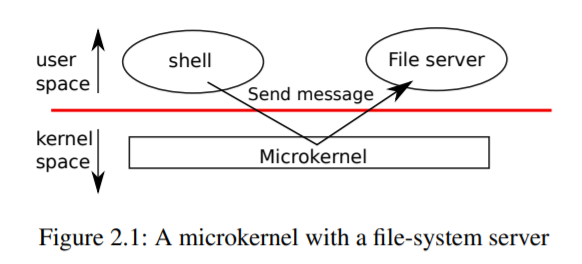 user
space
shell
File server
Send message
kernel
space
Microkernel
Figure 2.1: A microkernel with a file-system server